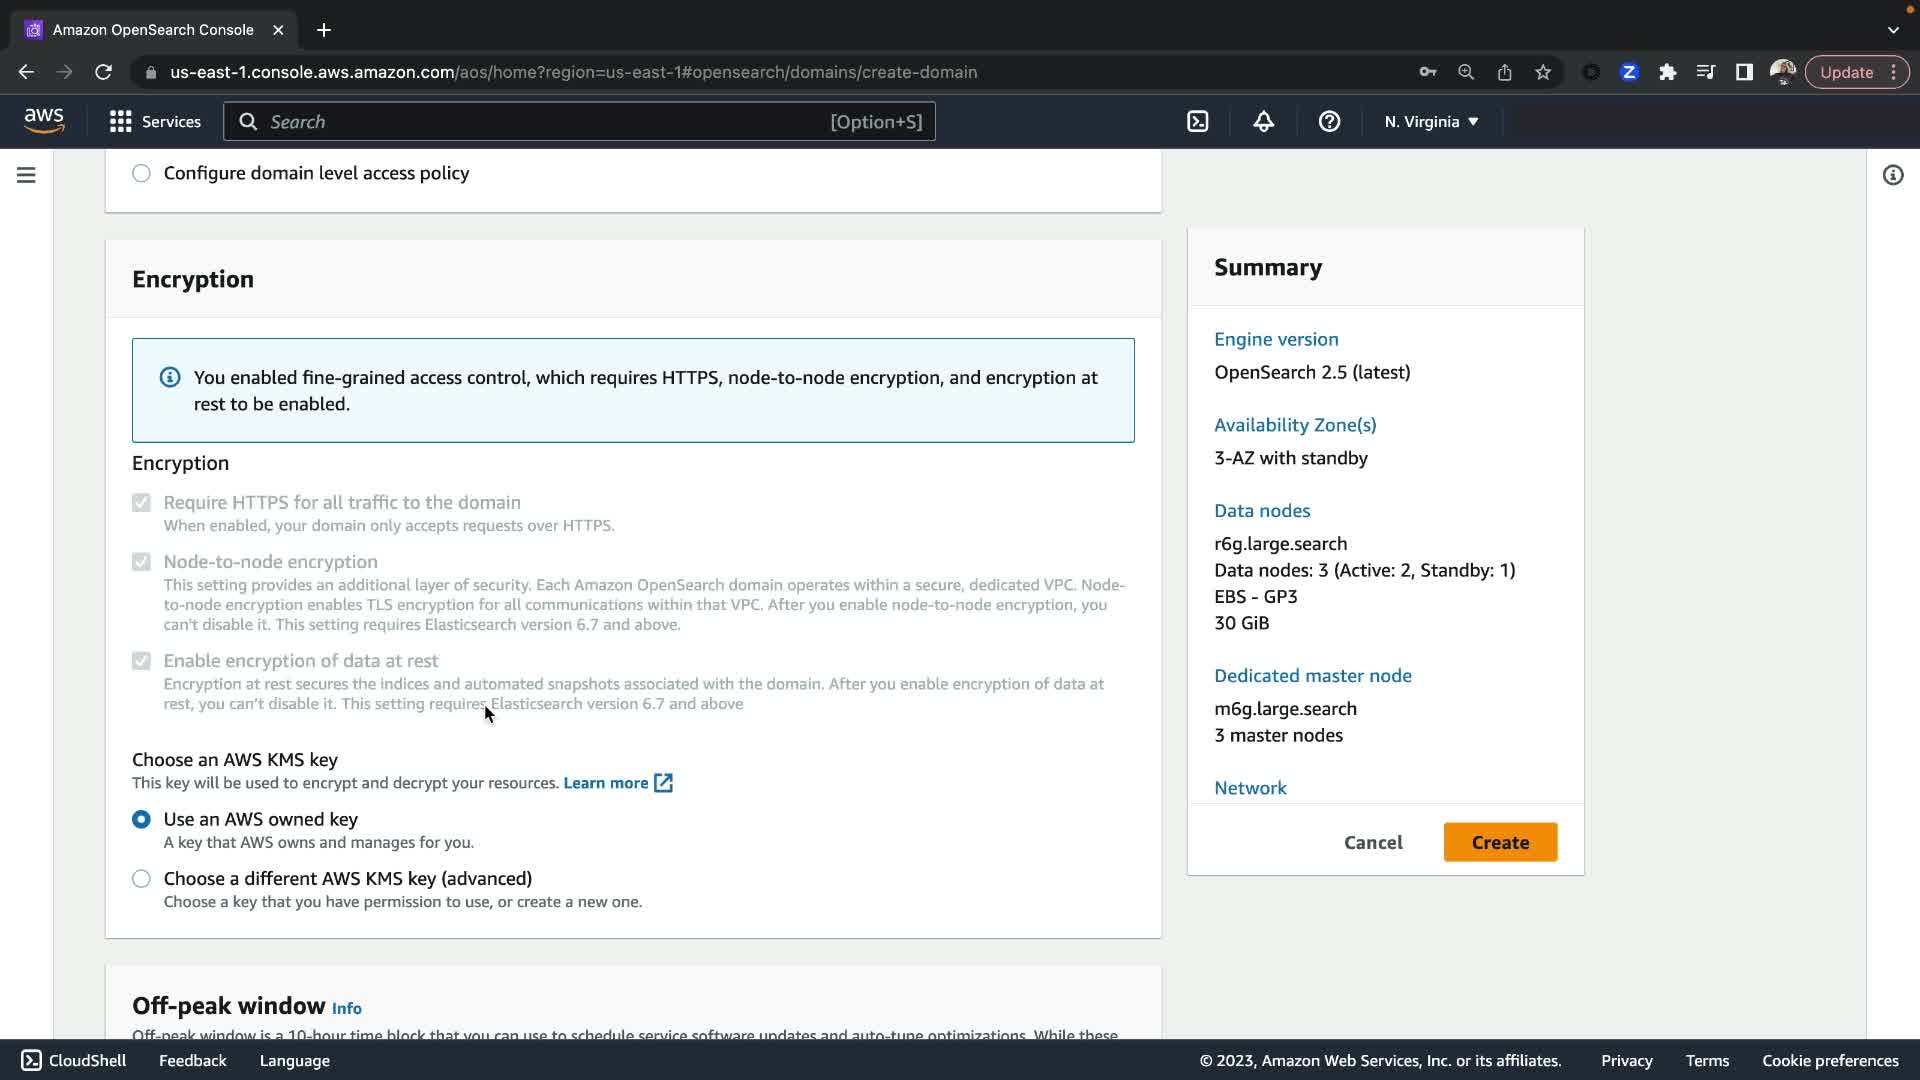 Amazon OpenSearch Console
us-east-1.console.aws.amazon.com/aos/home?region=us-east-1#opensearch/domains/create-domain
Z
Update
aws
Services
Search
[Option+S]
N. Virginia
Configure domain level access policy
Encryption
You enabled fine-grained access control, which requires HTTPS, node-to-node encryption, and encryption at
rest to be enabled.
Encryption
Require HTTPS for all traffic to the domain
When enabled, your domain only accepts requests over HTTPS.
Node-to-node encryption
This setting provides an additional layer of security. Each Amazon OpenSearch domain operates within a secure, dedicated VPC. Node-
to-node encryption enables TLS encryption for all communications within that VPC. After you enable node-to-node encryption, you
can't disable it. This setting requires Elasticsearch version 6.7 and above.
Enable encryption of data at rest
Encryption at rest secures the indices and automated snapshots associated with the domain. After you enable encryption of data at
rest, you can't disable it. This setting requires Elasticsearch version 6.7 and above
Choose an AWS KMS key
This key will be used to encrypt and decrypt your resources. Learn more
Use an AWS owned key
A key that AWS owns and manages for you.
Choose a different AWS KMS key (advanced)
Choose a key that you have permission to use, or create a new one.
Off-peak window Info
Off-peak window is a 10-hour time block that you can use to schedule service software updates and auto-tune optimizations. While these
Summary
Engine version
OpenSearch 2.5 (latest)
Availability Zone(s)
3-AZ with standby
Data nodes
r6g.large.search
Data nodes: 3 (Active: 2, Standby: 1)
EBS - GP3
30 GiB
Dedicated master node
m6g.large.search
3 master nodes
Network
Cancel
Create
CloudShell
Feedback
Language
© 2023, Amazon Web Services, Inc. or its affiliates.
Privacy
Terms
Cookie preferences